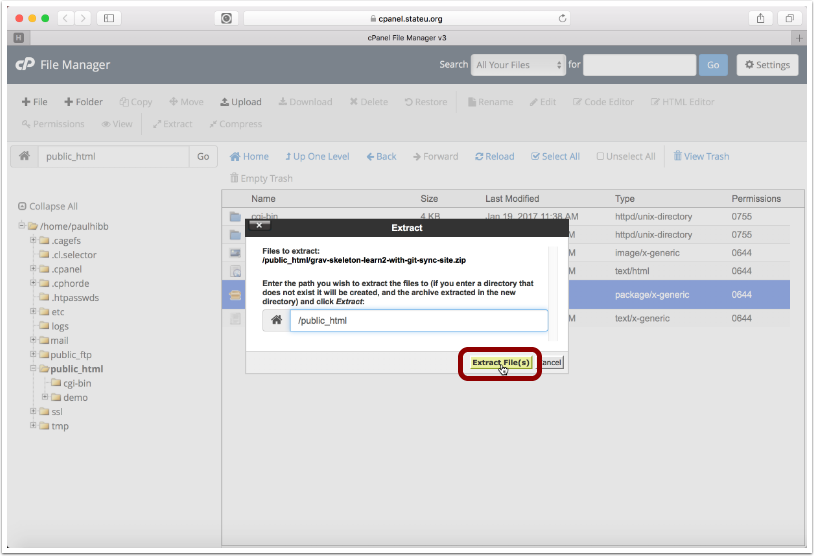 cpanel.stateu.org
H
cPanel File Manager v3
+
cP File Manager
Search All Your Files for Go Settings
File Folder Copy Move Upload Download Delete Restore Rename Edit Code Editor HTML Editor
Permissions View Extract Compress
public_html Go Home Up One Level Back Forward Reload Select All Unselect All View Trash
Empty Trash
Collapse All
/home/paulhibb
.cagefs
.cl.selector
.cpanel
.cphorde
.htpasswds
etc
logs
mail
public_ftp
public_html
cgi-bin
demo
ssl
tmp
Name Size Last Modified Type Permissions
cgi-bin 4 KB Jan 19, 2017 11:38 AM httpd/unix-directory 0755
httpd/unix-directory 0755
image/x-generic 0644
text/html 0644
package/x-generic 0644
text/x-generic 0644
Extract
Files to extract:
/public_html/grav-skeleton-learn2-with-git-sync-site.zip
Enter the path you wish to extract the files to (if you enter a directory that
does not exist it will be created, and the archive extracted in the new
directory) and click Extract:
/public_html
Extract File(s)